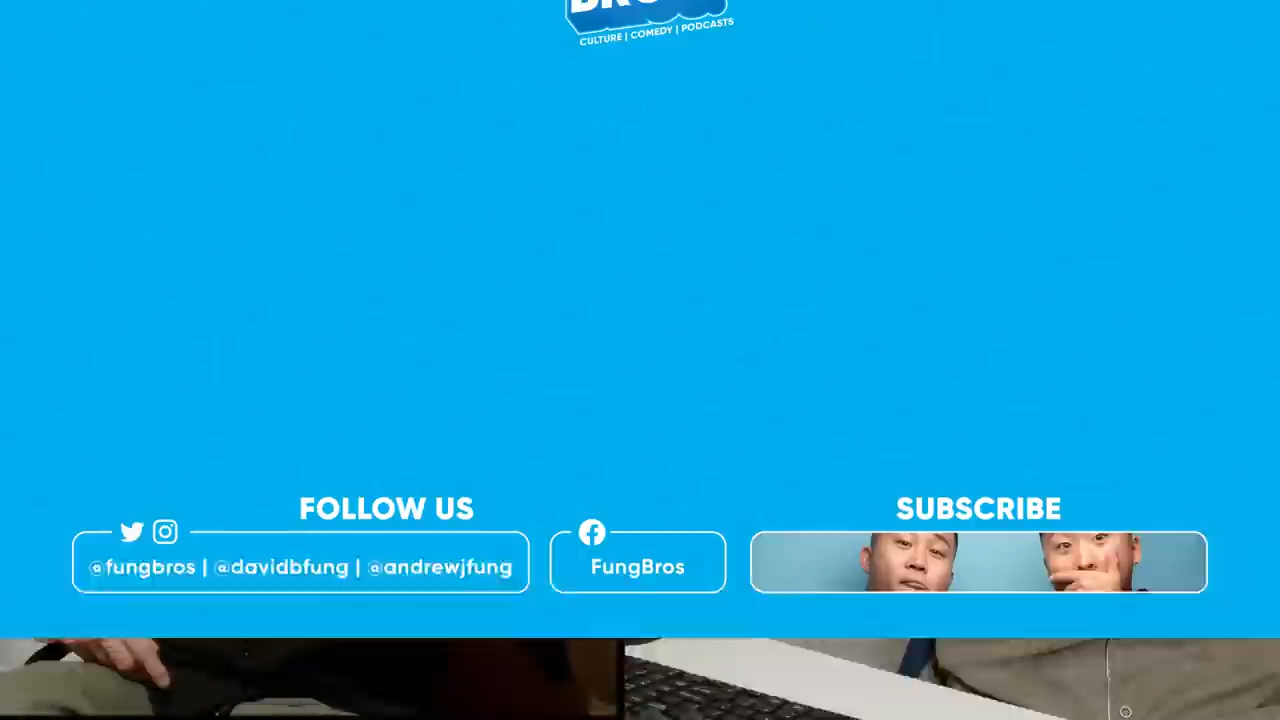 CULTURE | COMEDY | PODCASTS
FOLLOW US
SUBSCRIBE
@fungbros | @davidbfung | @andrewjfung
FungBros